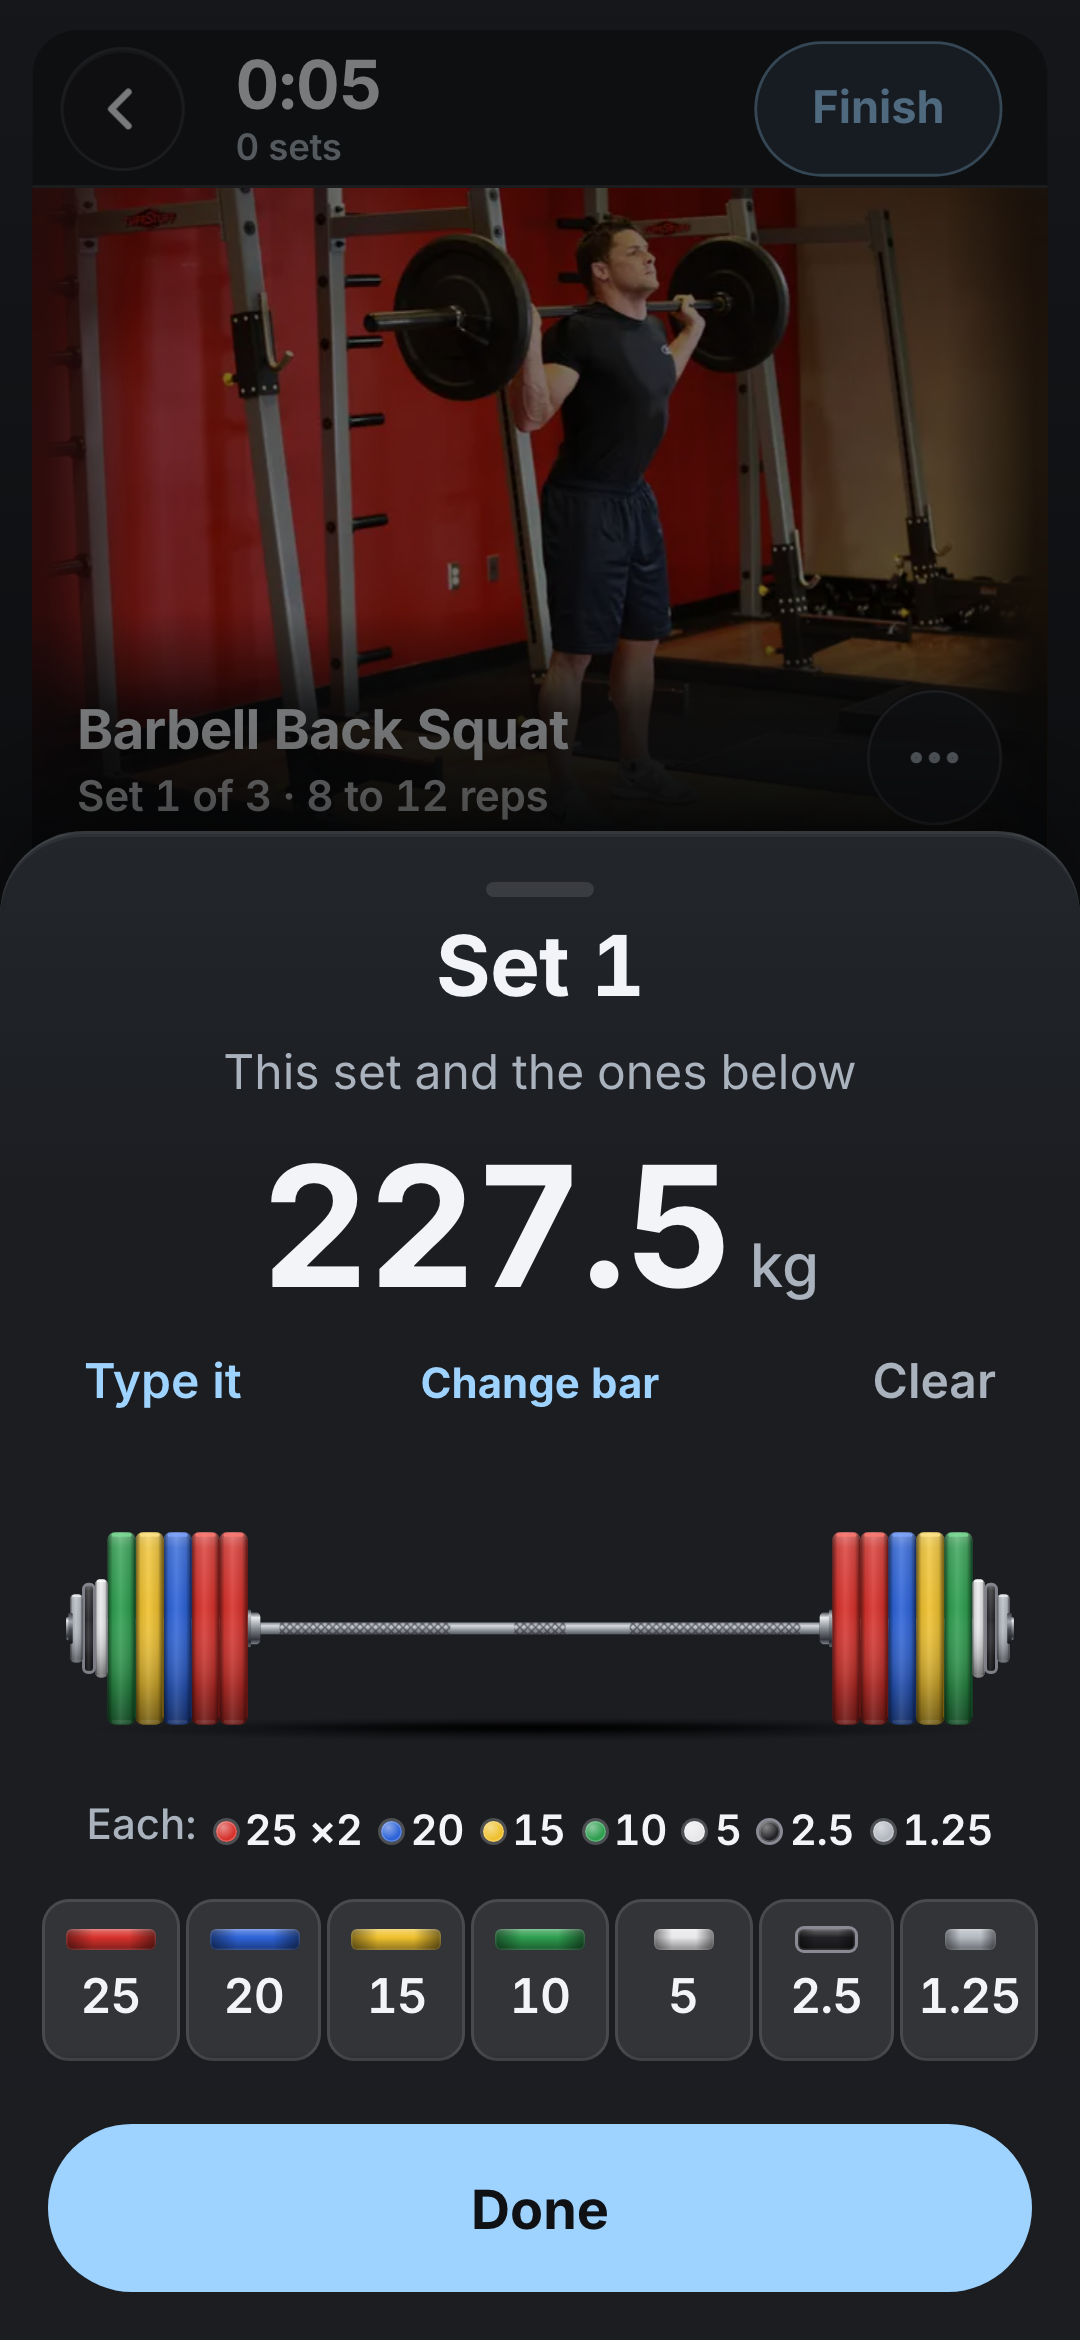 0:05
0 sets
Finish
Barbell Back Squat
Set 1 of 3 · 8 to 12 reps
Set 1
This set and the ones below
227.5 kg
Type it
Change bar
Clear
Each: 25 ×2 20 15 10 5 2.5 1.25
25 20 15 10 5 2.5 1.25
Done